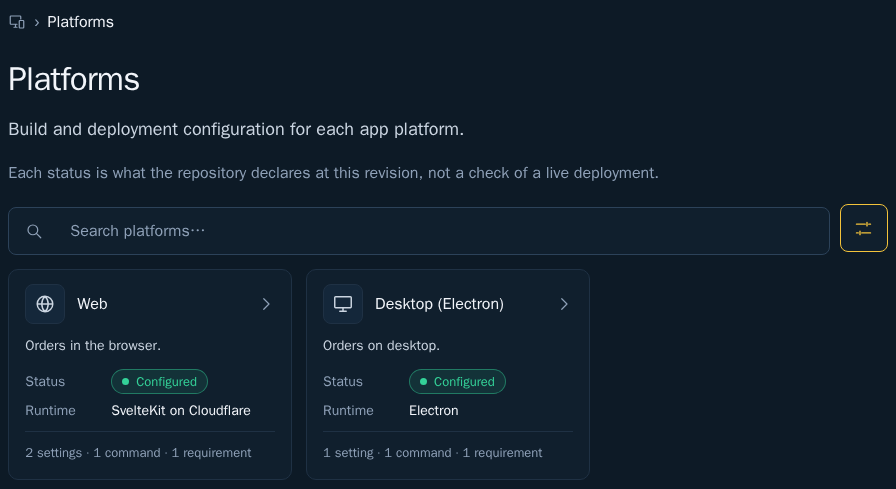 › Platforms
Platforms
Build and deployment configuration for each app platform.
Each status is what the repository declares at this revision, not a check of a live deployment.
Search platforms…
Web
Orders in the browser.
Status Configured
Runtime SvelteKit on Cloudflare
2 settings · 1 command · 1 requirement
Desktop (Electron)
Orders on desktop.
Status Configured
Runtime Electron
1 setting · 1 command · 1 requirement